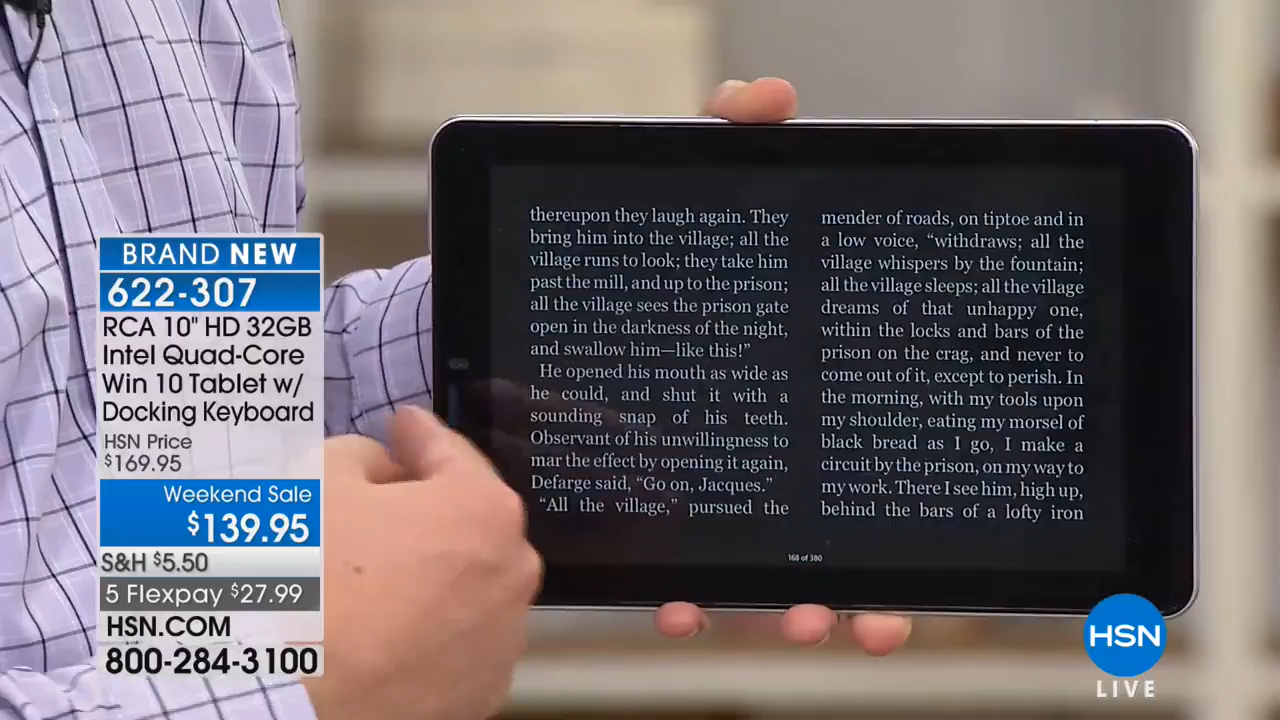 BRAND NEW
622-307
RCA 10" HD 32GB
Intel Quad-Core
Win 10 Tablet w/
Docking Keyboard
HSN Price
$169.95
Weekend Sale
$139.95
S&H $5.50
5 Flexpay $27.99
HSN.COM
800-284-3100
thereupon they laugh again. They
bring him into the village; all the
village runs to look; they take him
past the mill, and up to the prison;
all the village sees the prison gate
open in the darkness of the night,
and swallow him—like this!”
He opened his mouth as wide as
he could, and shut it with a
sounding snap of his teeth.
Observant of his unwillingness to
mar the effect by opening it again,
Defarge said, “Go on, Jacques.”
“All the village,” pursued the
mender of roads, on tiptoe and in
a low voice, “withdraws; all the
village whispers by the fountain;
all the village sleeps; all the village
dreams of that unhappy one,
within the locks and bars of the
prison on the crag, and never to
come out of it, except to perish. In
the morning, with my tools upon
my shoulder, eating my morsel of
black bread as I go, I make a
circuit by the prison, on my way to
my work. There I see him, high up,
behind the bars of a lofty iron
168 of 380
HSN
LIVE